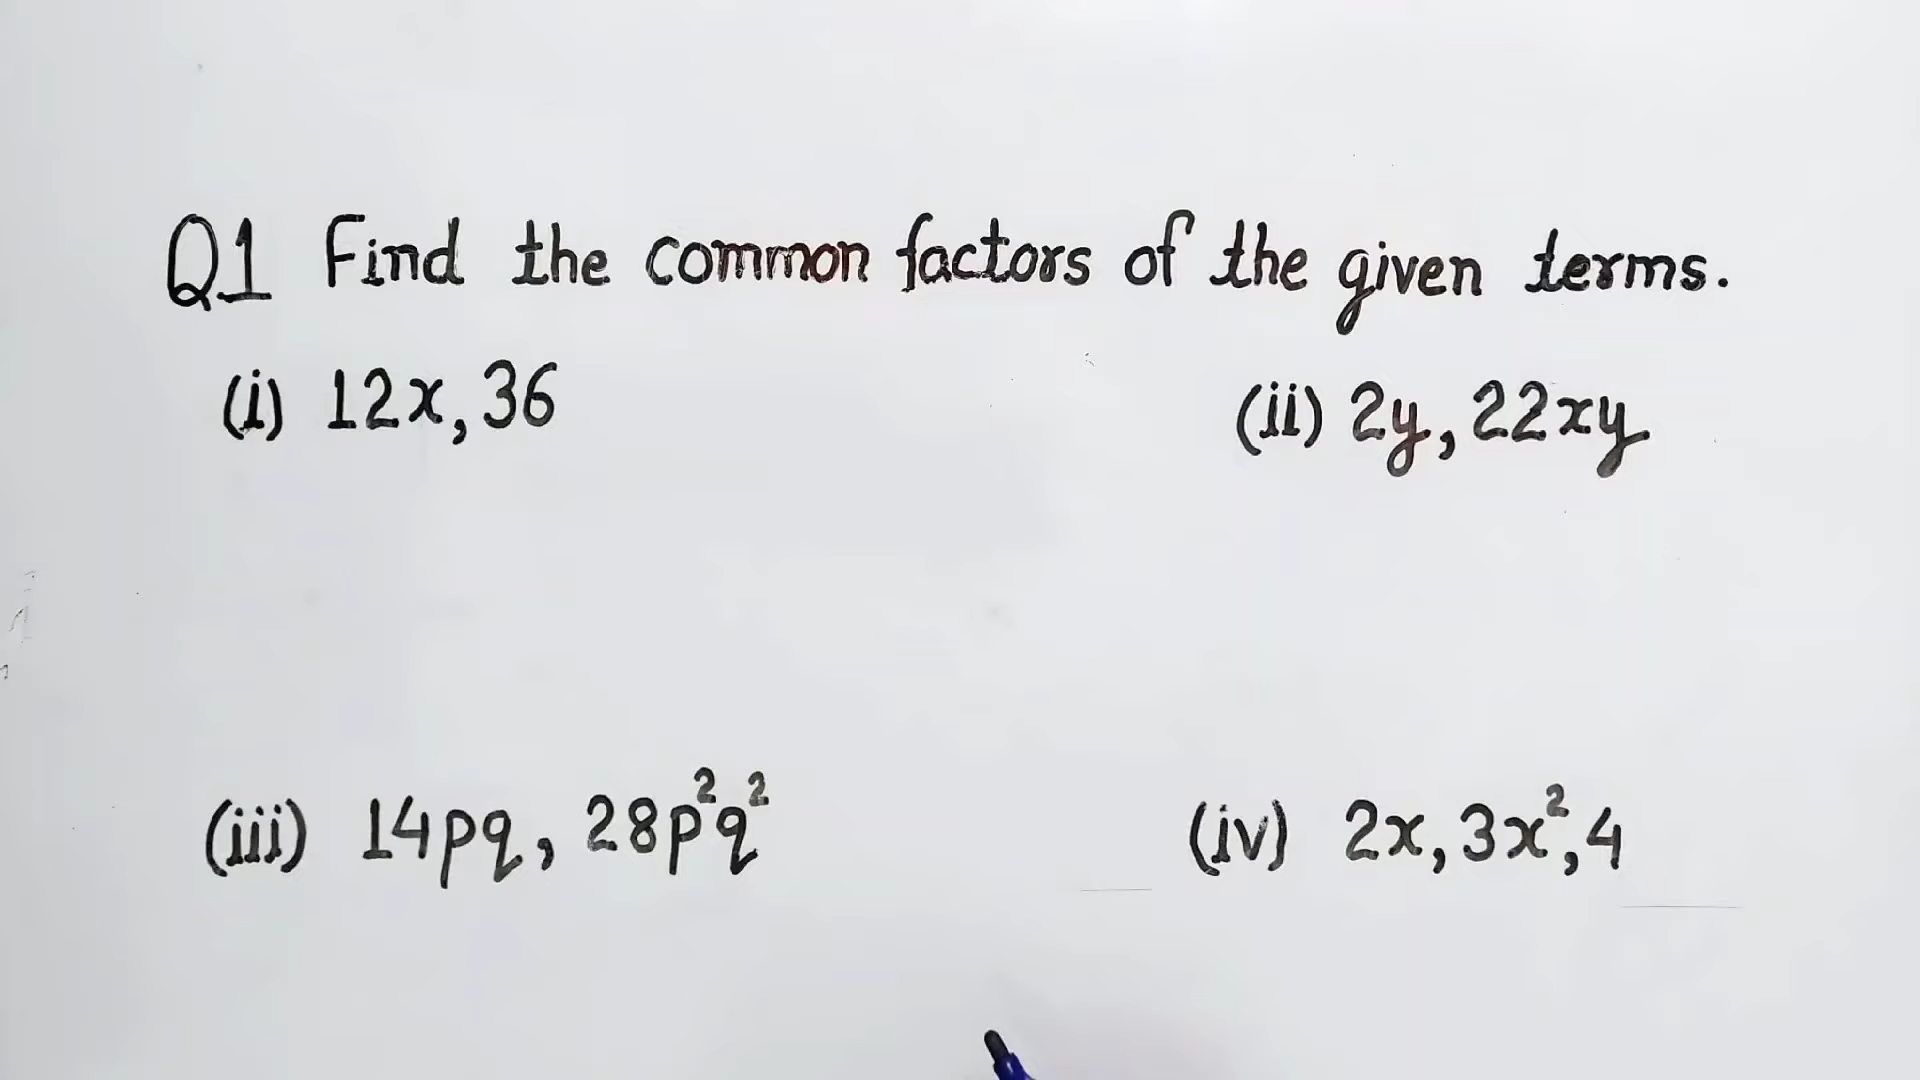 Q1 Find the common factors of the given terms.
(i) 12x, 36
(ii) 2y, 22xy
(iii) 14pq, 28p²q²
(iv) 2x, 3x², 4